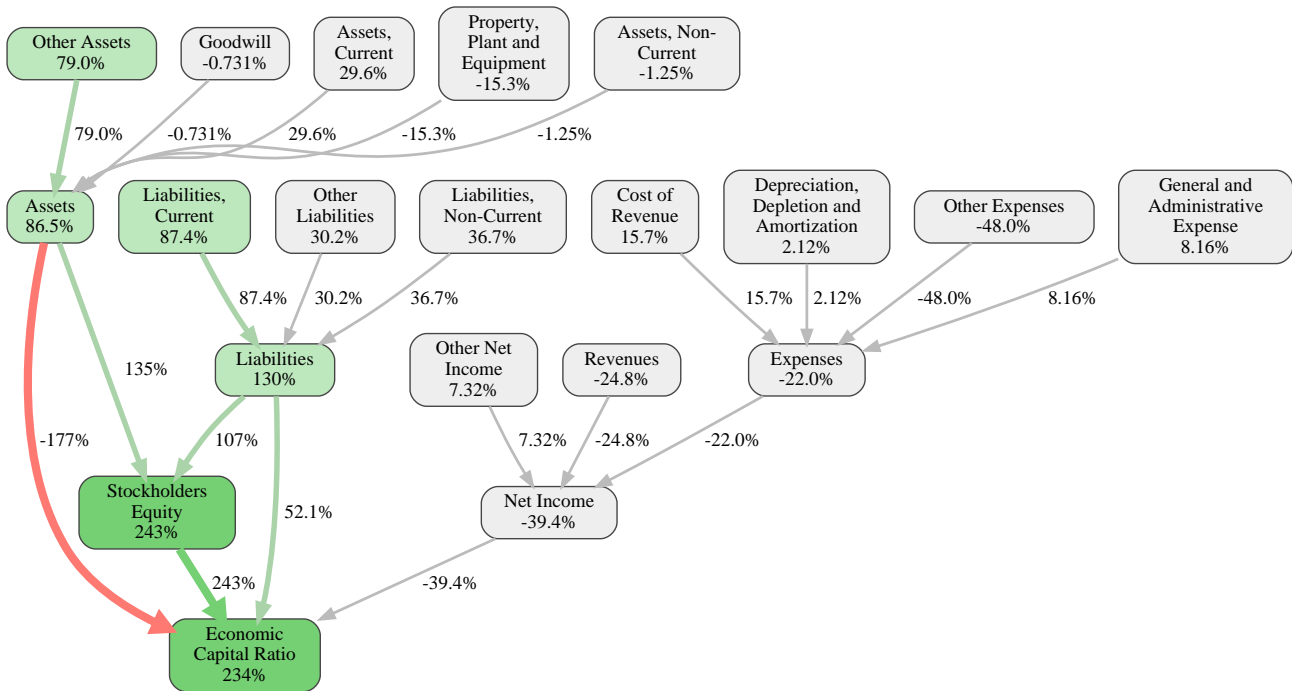 Other Assets
79.0%
Goodwill
-0.731%
Assets,
Current
29.6%
Property,
Plant and
Equipment
-15.3%
Assets, Non-
Current
-1.25%
79.0%
-0.731%
29.6%
-15.3%
-1.25%
Assets
86.5%
Liabilities,
Current
87.4%
Other
Liabilities
30.2%
Liabilities,
Non-Current
36.7%
Cost of
Revenue
15.7%
Depreciation,
Depletion and
Amortization
2.12%
Other Expenses
-48.0%
General and
Administrative
Expense
8.16%
87.4%
30.2%
36.7%
15.7%
2.12%
-48.0%
8.16%
135%
Liabilities
130%
Other Net
Income
7.32%
Revenues
-24.8%
Expenses
-22.0%
-177%
107%
7.32%
-24.8%
-22.0%
Stockholders
Equity
243%
52.1%
Net Income
-39.4%
243%
-39.4%
Economic
Capital Ratio
234%